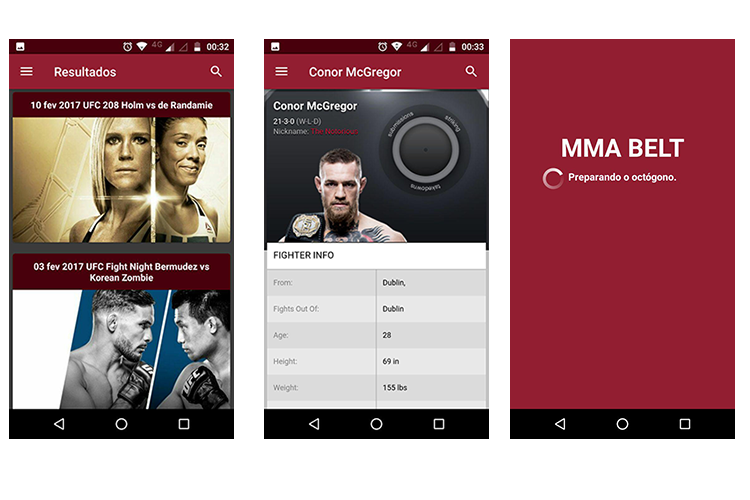 4G 00:32
Resultados
10 fev 2017 UFC 208 Holm vs de Randamie
03 fev 2017 UFC Fight Night Bermudez vs
Korean Zombie
UFC
4G 00:33
Conor McGregor
Conor McGregor
21-3-0 (W-L-D)
Nickname: The Notorious
submissions
striking
takedowns
FIGHTER INFO
From: Dublin,
Fights Out Of: Dublin
Age: 28
Height: 69 in
Weight: 155 lbs
MMA BELT
Preparando o octógono.